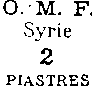 O. M. F.
Syrie
2
PIASTRES